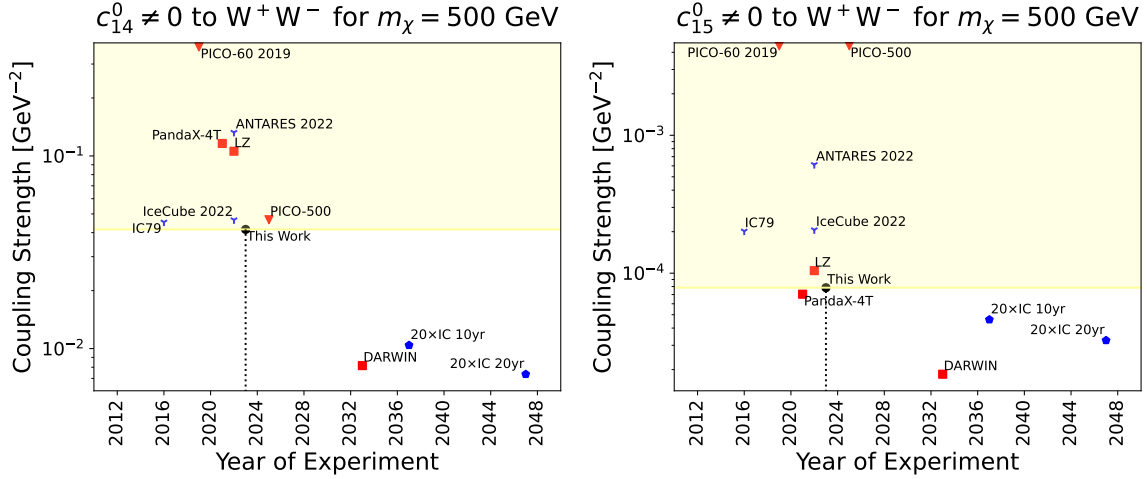 c⁰₁₄ ≠ 0 to W⁺W⁻ for mχ = 500 GeV
Coupling Strength [GeV⁻²]
10⁻¹
10⁻²
PICO-60 2019
ANTARES 2022
PandaX-4T
LZ
IceCube 2022
PICO-500
IC79
This Work
20×IC 10yr
DARWIN
20×IC 20yr
2012
2016
2020
2024
2028
2032
2036
2040
2044
2048
Year of Experiment
c⁰₁₅ ≠ 0 to W⁺W⁻ for mχ = 500 GeV
Coupling Strength [GeV⁻²]
10⁻³
10⁻⁴
PICO-60 2019
PICO-500
ANTARES 2022
IC79
IceCube 2022
LZ
This Work
PandaX-4T
20×IC 10yr
20×IC 20yr
DARWIN
2012
2016
2020
2024
2028
2032
2036
2040
2044
2048
Year of Experiment